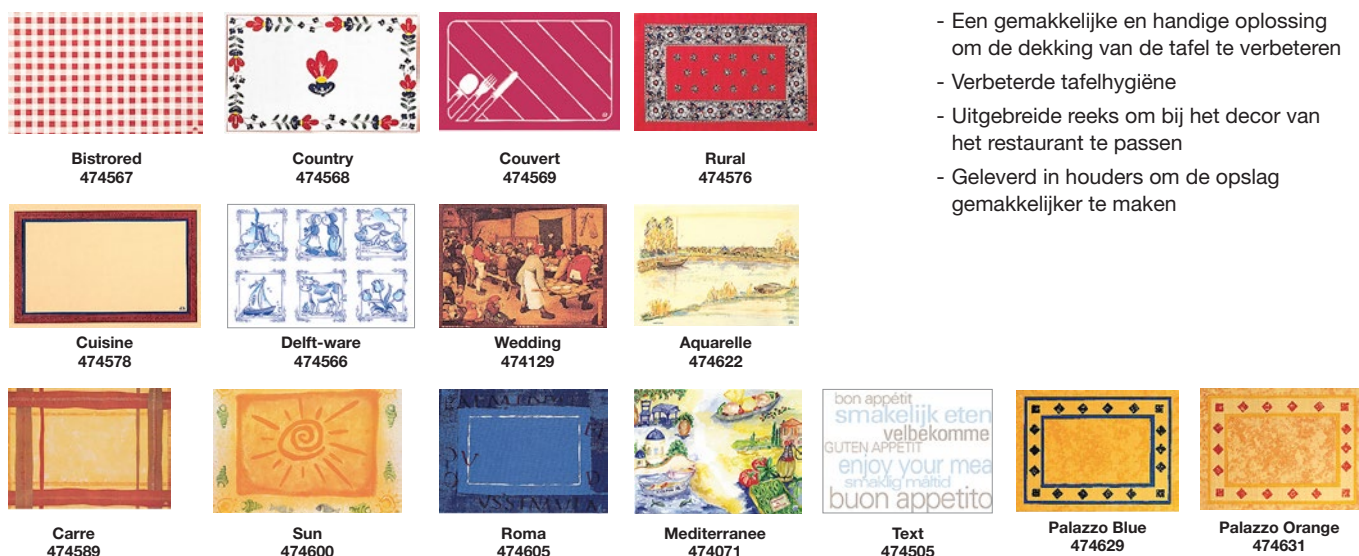 - Een gemakkelijke en handige oplossing
om de dekking van de tafel te verbeteren
- Verbeterde tafelhygiëne
- Uitgebreide reeks om bij het decor van
het restaurant te passen
- Geleverd in houders om de opslag
gemakkelijker te maken
Bistrored
474567
Country
474568
Couvert
474569
Rural
474576
Cuisine
474578
Delft-ware
474566
Wedding
474129
Aquarelle
474622
bon appétit
smakelijk eten
velbekomme
GUTEN APPETIT
enjoy your mea
smaklig måltid
buon appetito
Carre
474589
Sun
474600
Roma
474605
Mediterranee
474071
Text
474505
Palazzo Blue
474629
Palazzo Orange
474631